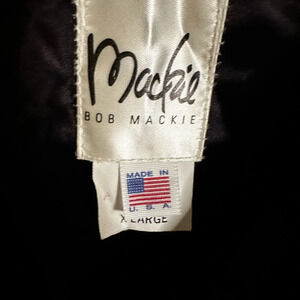 Mackie
BOB MACKIE
MADE IN
U. S. A.
X LARGE